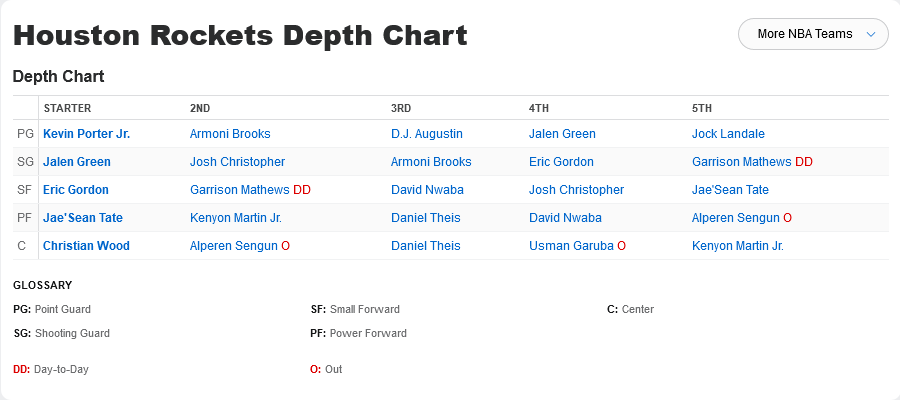 Houston Rockets Depth Chart
More NBA Teams
Depth Chart
STARTER 2ND 3RD 4TH 5TH
PG Kevin Porter Jr. Armoni Brooks D.J. Augustin Jalen Green Jock Landale
SG Jalen Green Josh Christopher Armoni Brooks Eric Gordon Garrison Mathews DD
SF Eric Gordon Garrison Mathews DD David Nwaba Josh Christopher Jae'Sean Tate
PF Jae'Sean Tate Kenyon Martin Jr. Daniel Theis David Nwaba Alperen Sengun O
C Christian Wood Alperen Sengun O Daniel Theis Usman Garuba O Kenyon Martin Jr.
GLOSSARY
PG: Point Guard SF: Small Forward C: Center
SG: Shooting Guard PF: Power Forward
DD: Day-to-Day O: Out